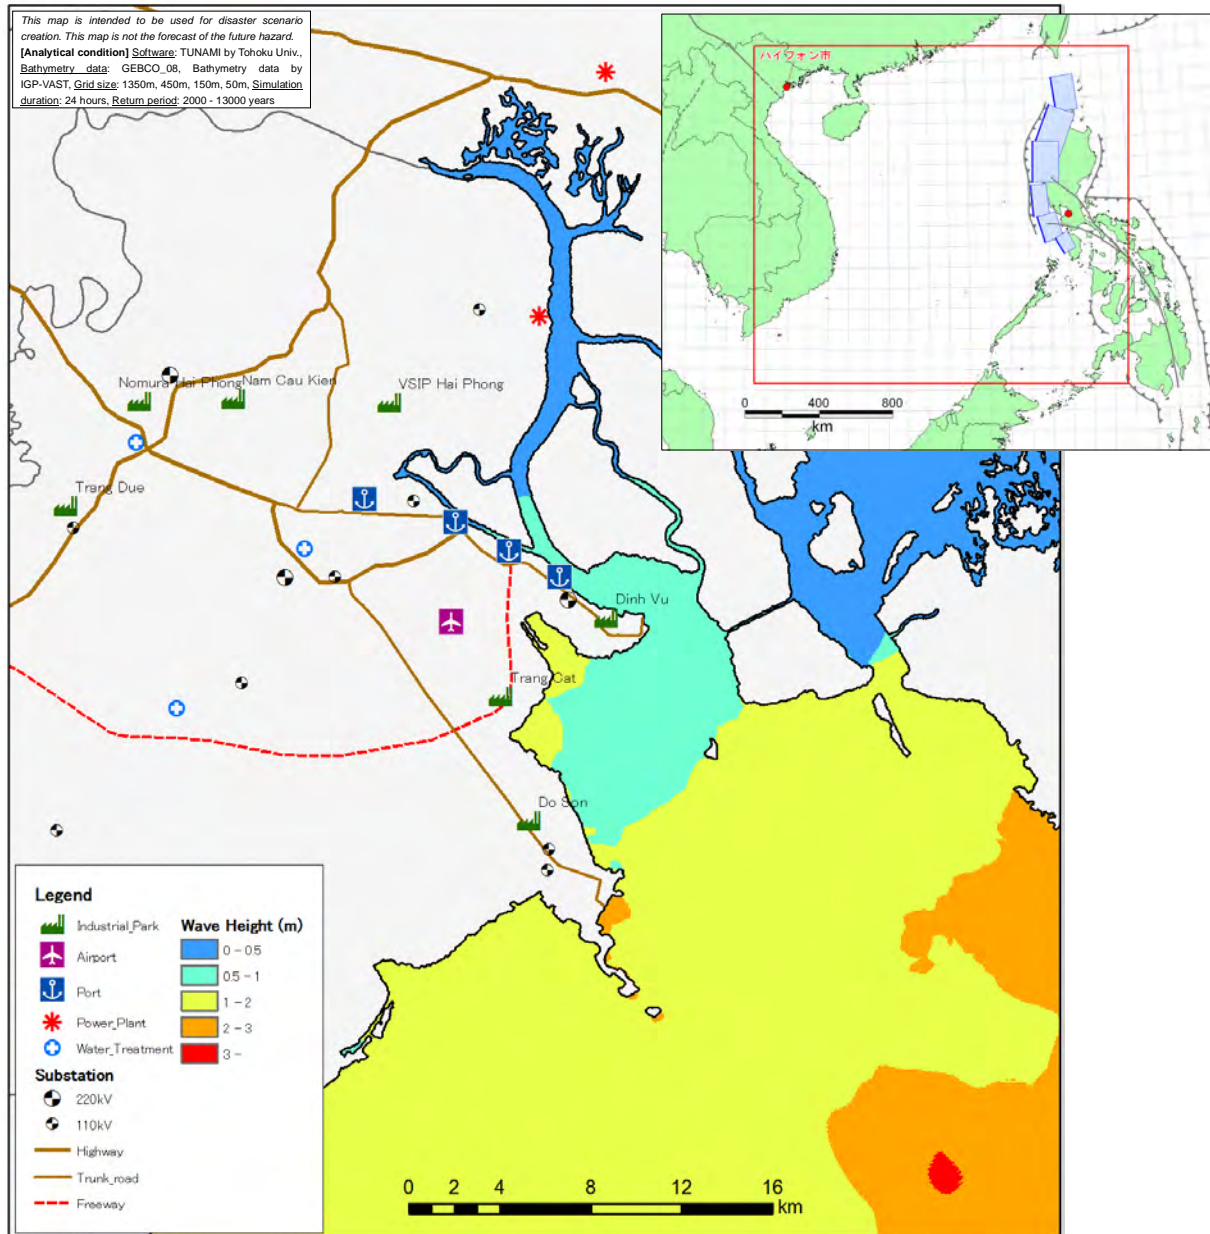 This map is intended to be used for disaster scenario
creation. This map is not the forecast of the future hazard.
[Analytical condition] Software: TUNAMI by Tohoku Univ.,
Bathymetry data: GEBCO_08, Bathymetry data by
IGP-VAST, Grid size: 1350m, 450m, 150m, 50m, Simulation
duration: 24 hours, Return period: 2000 - 13000 years
ハイフォン市
0 400 800
km
Nomura Hai Phong
Nam Cau Kien
VSIP Hai Phong
Trang Due
Dinh Vu
Trang Cat
Do Son
Legend
Industrial_Park
Airport
Port
Power_Plant
Water_Treatment
Substation
220kV
110kV
Highway
Trunk_road
Freeway
Wave Height (m)
0 - 0.5
0.5 - 1
1 - 2
2 - 3
3 -
0 2 4 8 12 16
km